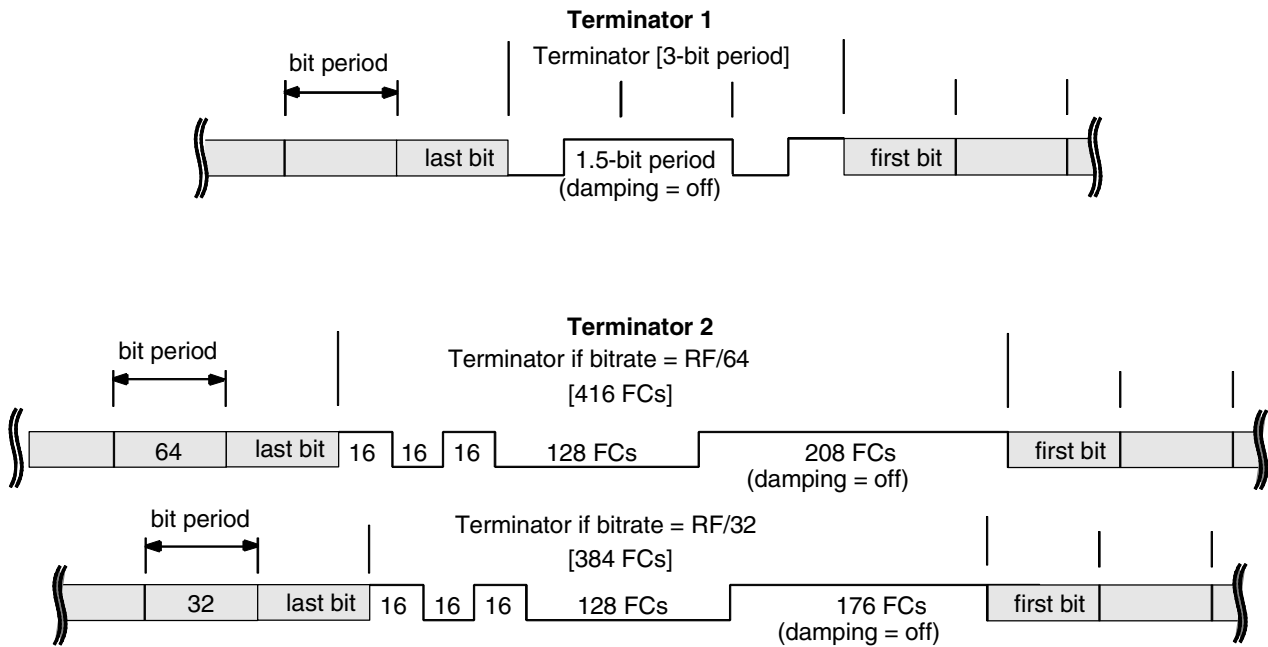 Terminator 1
Terminator [3-bit period]
bit period
last bit
1.5-bit period
(damping = off)
first bit
Terminator 2
bit period
Terminator if bitrate = RF/64
[416 FCs]
64
last bit
16
16
16
128 FCs
208 FCs
(damping = off)
first bit
bit period
Terminator if bitrate = RF/32
[384 FCs]
32
last bit
16
16
16
128 FCs
176 FCs
(damping = off)
first bit